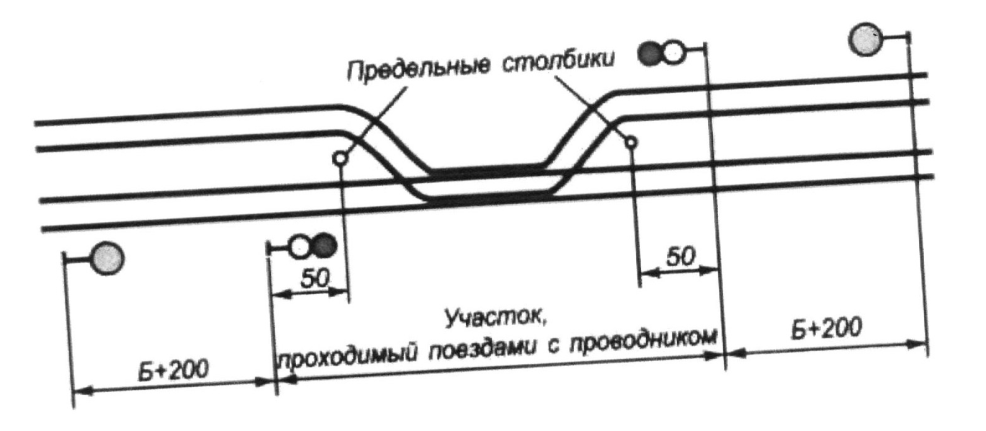 Предельные столбики
50
50
Участок,
проходимый поездами с проводником
Б+200
Б+200